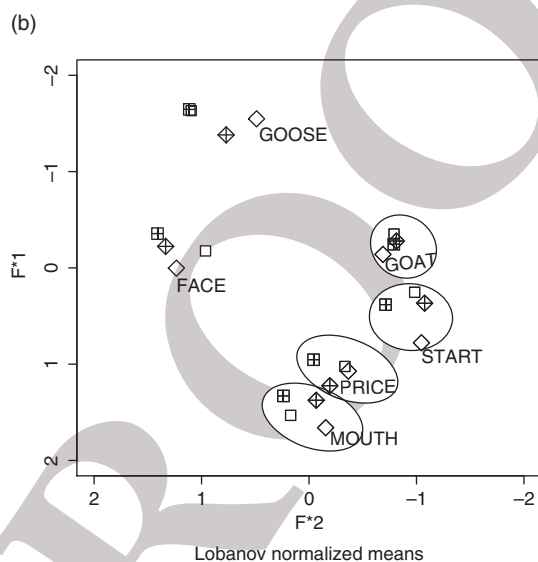 (b)
−2
GOOSE
−1
GOAT
F*1
0
FACE
START
1
PRICE
MOUTH
2
2 1 0 −1 −2
F*2
Lobanov normalized means